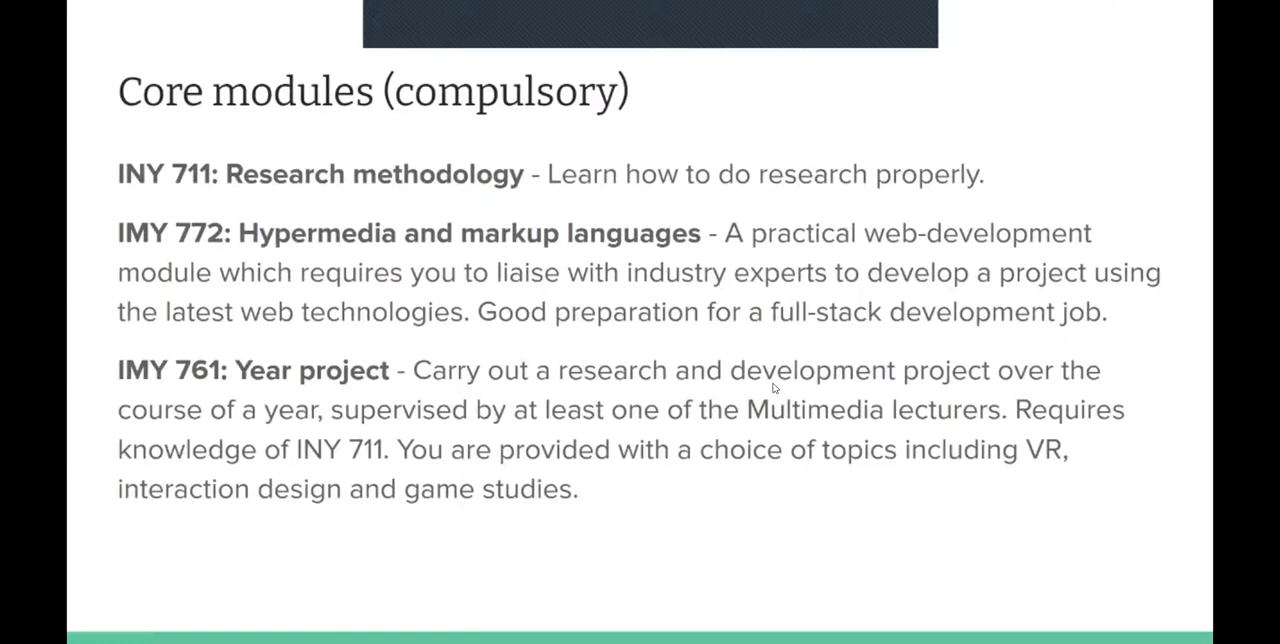 Core modules (compulsory)
INY 711: Research methodology - Learn how to do research properly.
IMY 772: Hypermedia and markup languages - A practical web-development
module which requires you to liaise with industry experts to develop a project using
the latest web technologies. Good preparation for a full-stack development job.
IMY 761: Year project - Carry out a research and development project over the
course of a year, supervised by at least one of the Multimedia lecturers. Requires
knowledge of INY 711. You are provided with a choice of topics including VR,
interaction design and game studies.